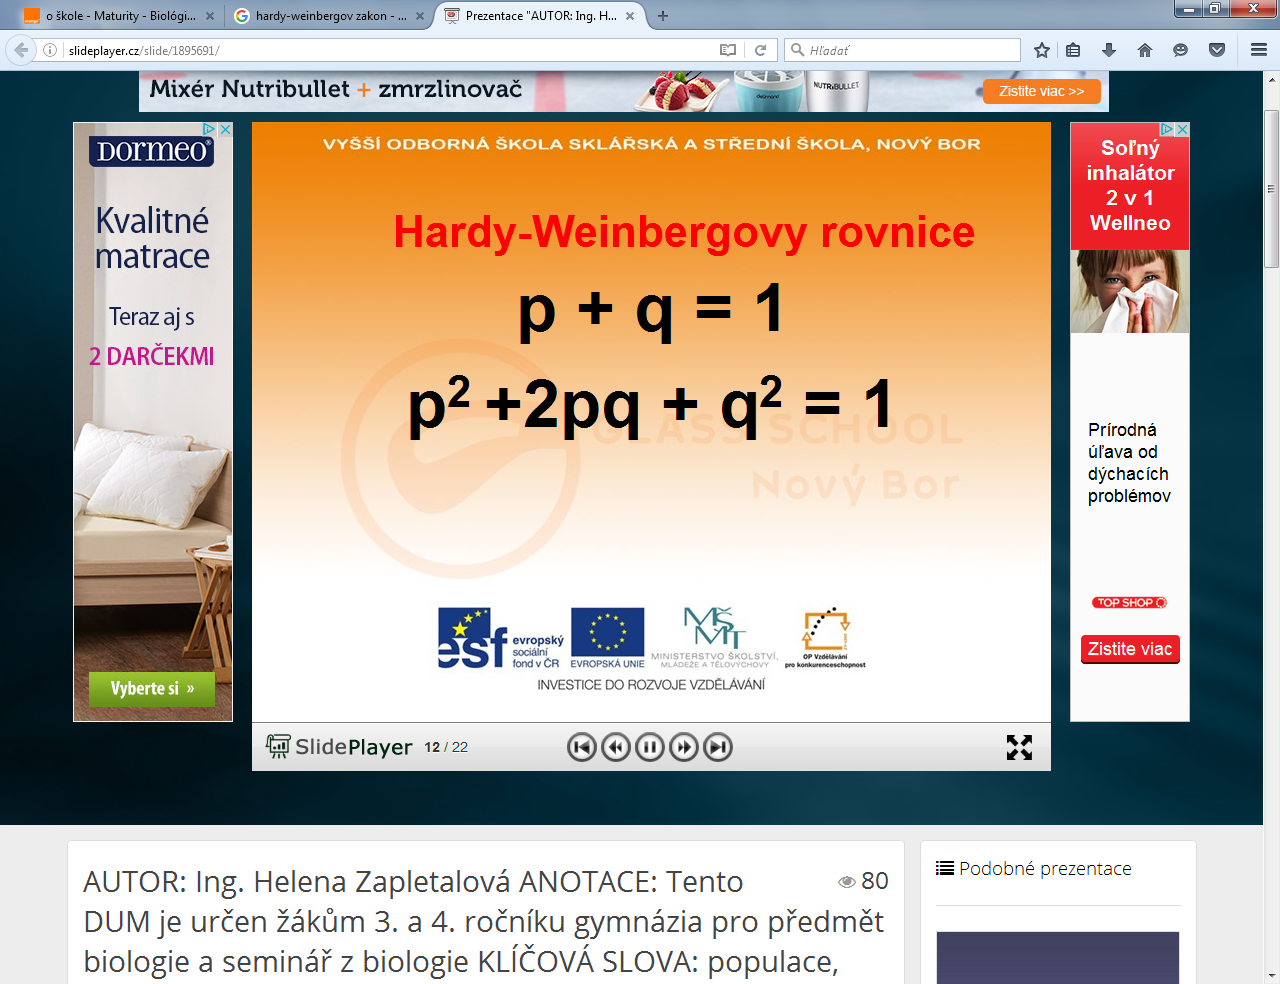 o škole - Maturity - Biológi...
hardy-weinbergov zakon - ...
Prezentace "AUTOR: Ing. H...
slideplayer.cz/slide/1895691/
Hľadať
Mixér Nutribullet + zmrzlinovač
Zistite viac >>
DORMEO®
Kvalitné
matrace
Teraz aj s
2 DARČEKMI
Vyberte si »
VYŠŠÍ ODBORNÁ ŠKOLA SKLÁŘSKÁ A STŘEDNÍ ŠKOLA, NOVÝ BOR
Hardy-Weinbergovy rovnice
p + q = 1
p² +2pq + q² = 1
GLASS SCHOOL
Nový Bor
esf evropský
sociální
fond v ČR
EVROPSKÁ UNIE
MŠMT
MINISTERSTVO ŠKOLSTVÍ,
MLÁDEŽE A TĚLOVÝCHOVY
OP Vzdělávání
pro konkurenceschopnost
INVESTICE DO ROZVOJE VZDĚLÁVÁNÍ
SlidePlayer 12 / 22
Soľný
inhalátor
2 v 1
Wellneo
Prírodná
úľava od
dýchacích
problémov
TOP SHOP
Zistite viac
AUTOR: Ing. Helena Zapletalová ANOTACE: Tento
DUM je určen žákům 3. a 4. ročníku gymnázia pro předmět
biologie a seminář z biologie KLÍČOVÁ SLOVA: populace,
80
Podobné prezentace